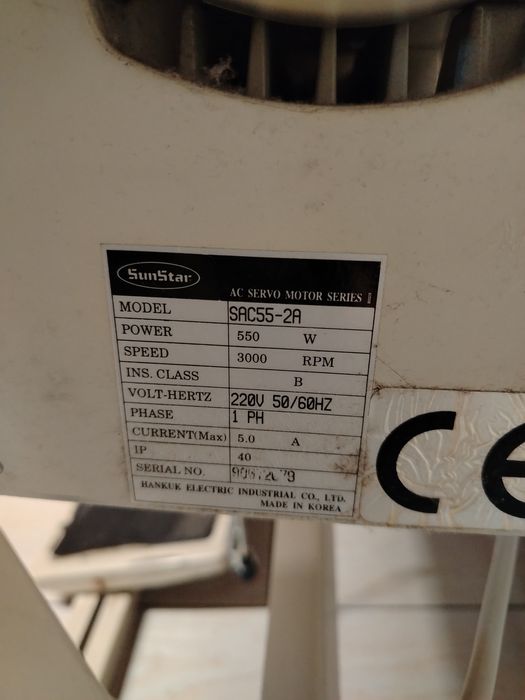 SunStar
AC SERVO MOTOR SERIES I
MODEL SAC55-2A
POWER 550 W
SPEED 3000 RPM
INS. CLASS B
VOLT-HERTZ 220V 50/60HZ
PHASE 1 PH
CURRENT(Max) 5.0 A
IP 40
SERIAL NO.
HANKUK ELECTRIC INDUSTRIAL CO., LTD.
MADE IN KOREA
CE